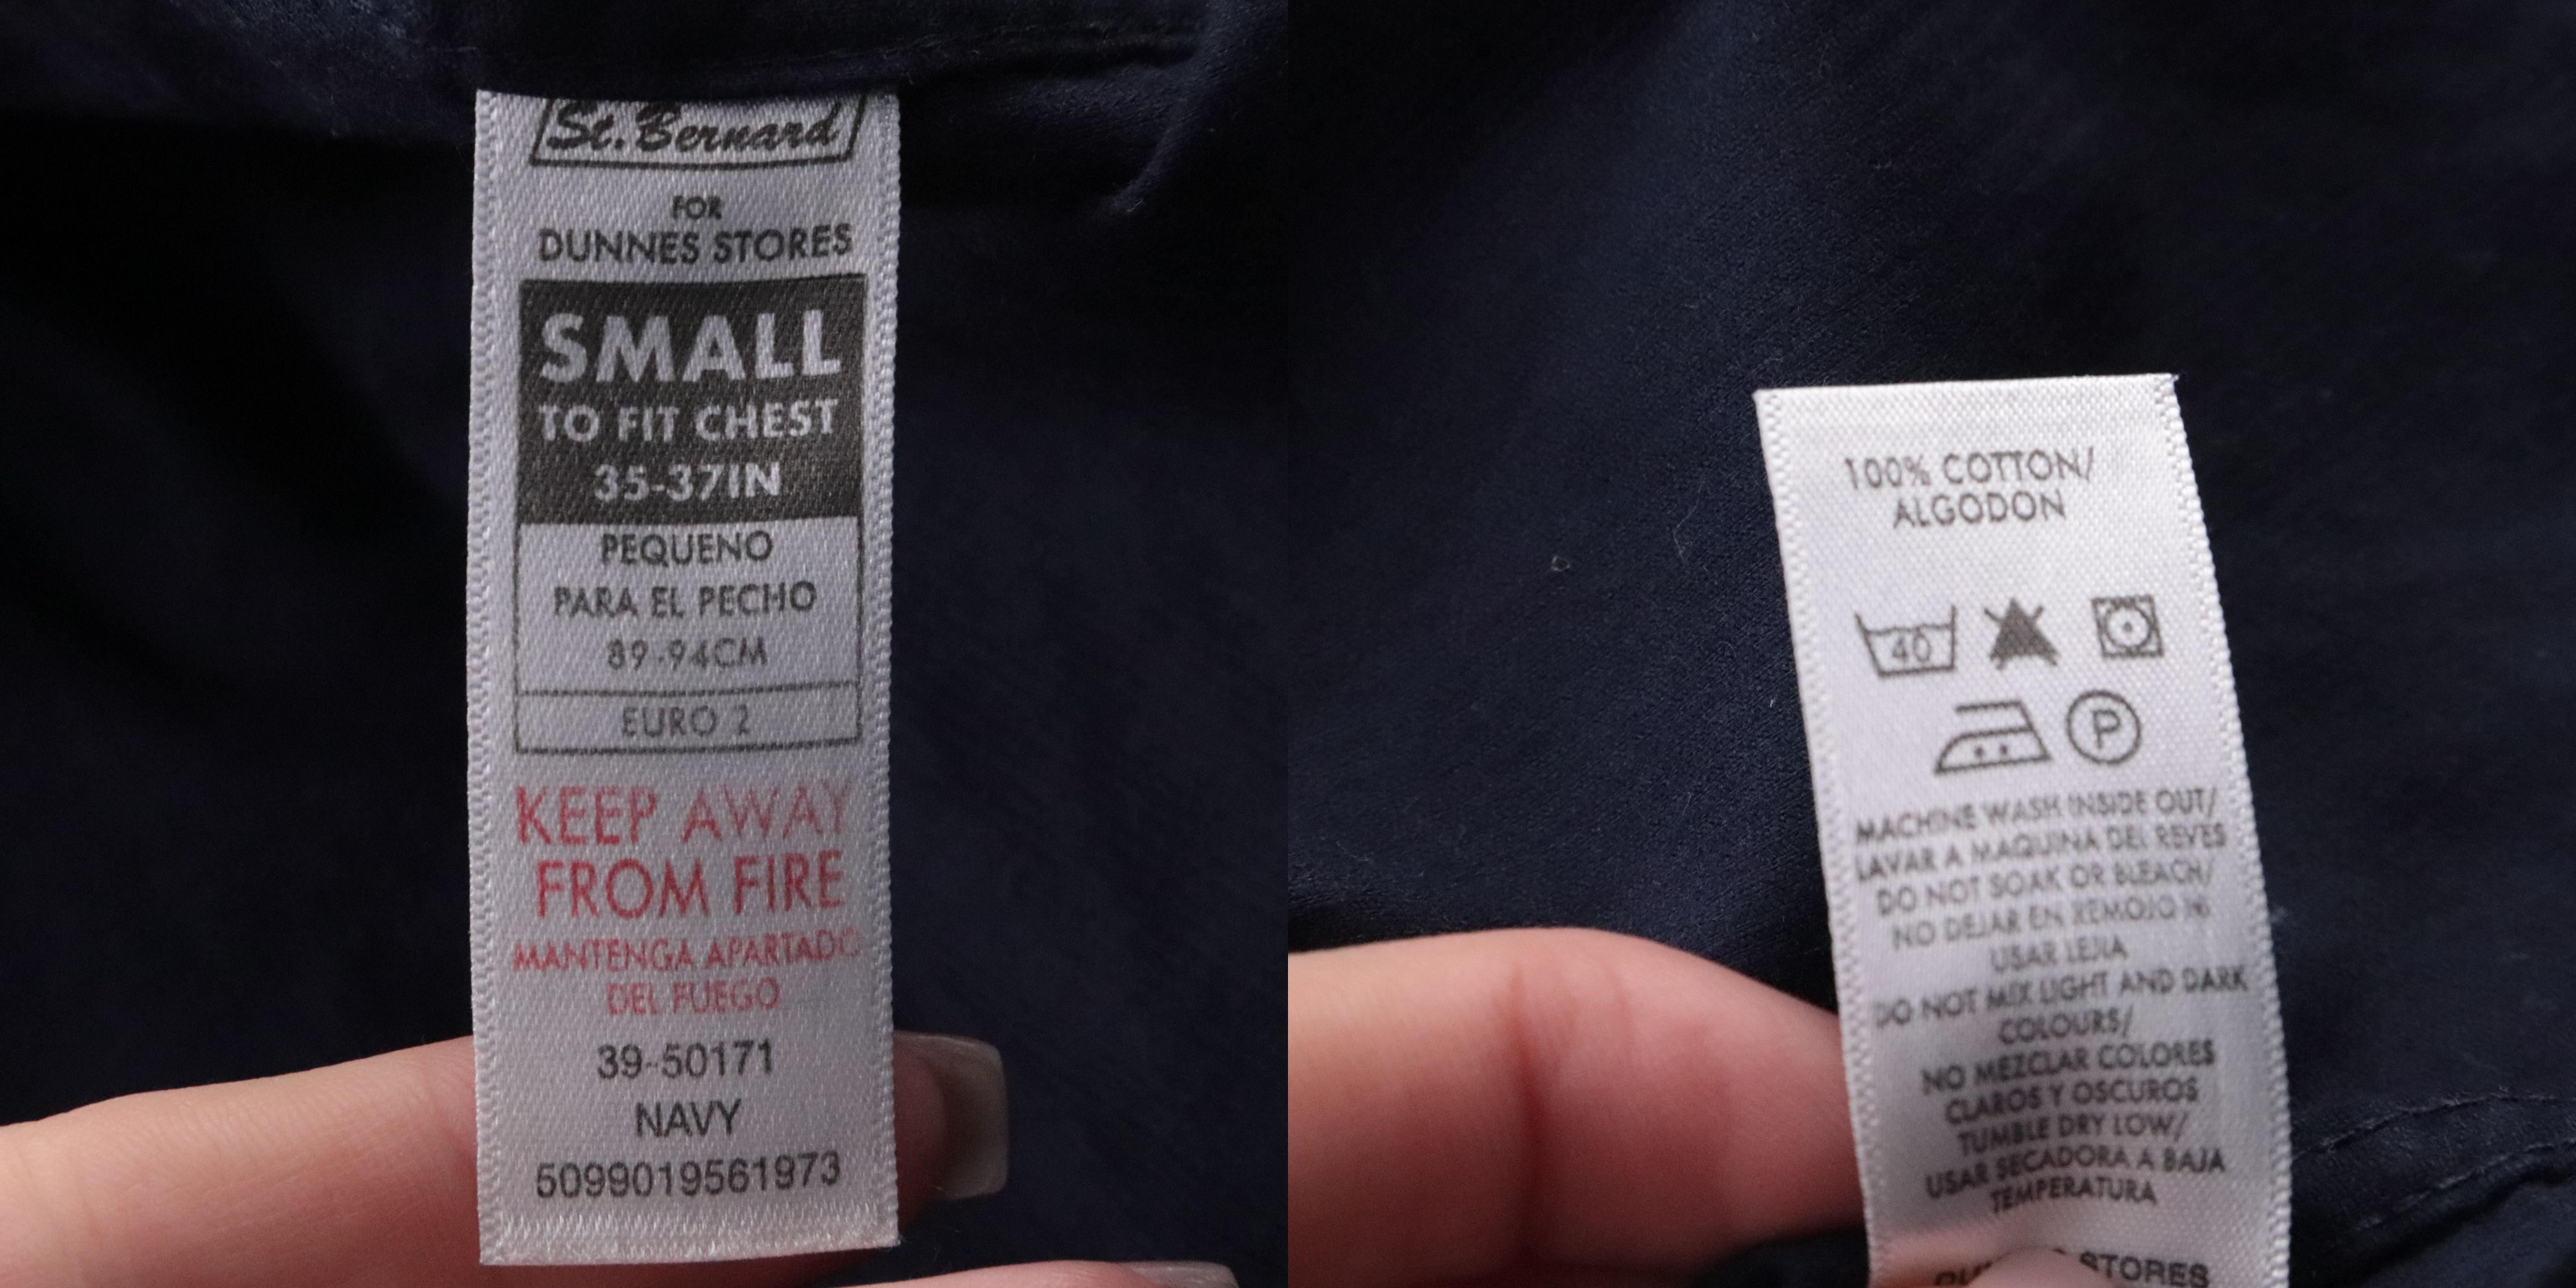 St. Bernard
FOR
DUNNES STORES
SMALL
TO FIT CHEST
35-37IN
PEQUENO
PARA EL PECHO
89-94CM
EURO 2
KEEP AWAY
FROM FIRE
MANTENGA APARTADO
DEL FUEGO
39-50171
NAVY
5099019561973
100% COTTON/
ALGODON
40
P
MACHINE WASH INSIDE OUT/
LAVAR A MAQUINA DEL REVES
DO NOT SOAK OR BLEACH/
NO DEJAR EN REMOJO NI
USAR LEJIA
DO NOT MIX LIGHT AND DARK
COLOURS/
NO MEZCLAR COLORES
CLAROS Y OSCUROS
TUMBLE DRY LOW/
USAR SECADORA A BAJA
TEMPERATURA
STORES